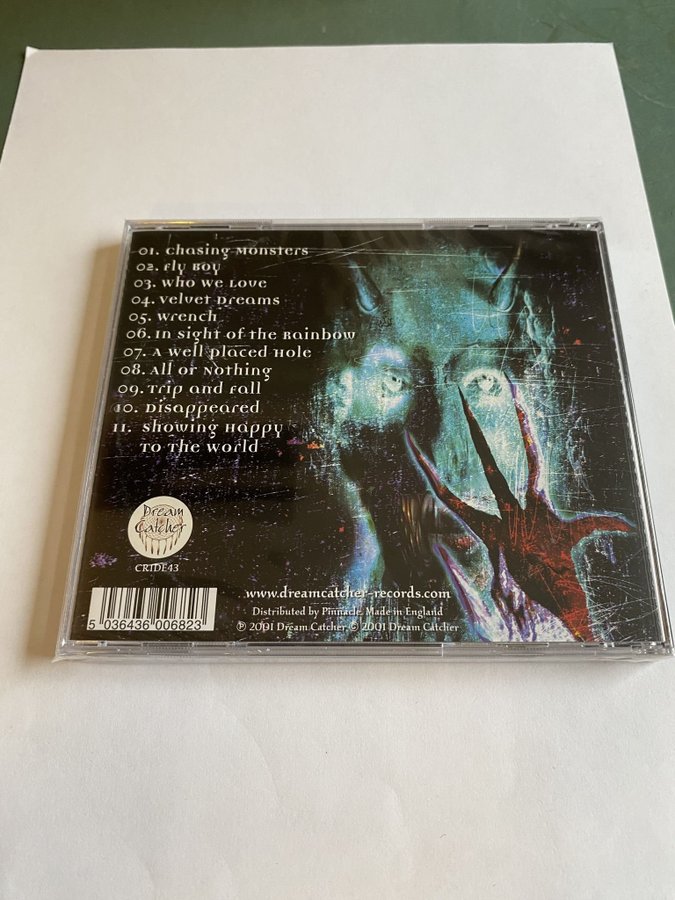 01. Chasing Monsters
02. Fly Boy
03. Who We Love
04. Velvet Dreams
05. Wrench
06. In Sight of the Rainbow
07. A Well Placed Hole
08. All or Nothing
09. Trip and Fall
10. Disappeared
11. Showing Happy
To The World
Dream
Catcher
CRIDE43
www.dreamcatcher-records.com
Distributed by Pinnacle. Made in England
℗ 2001 Dream Catcher © 2001 Dream Catcher
5 036436 006823